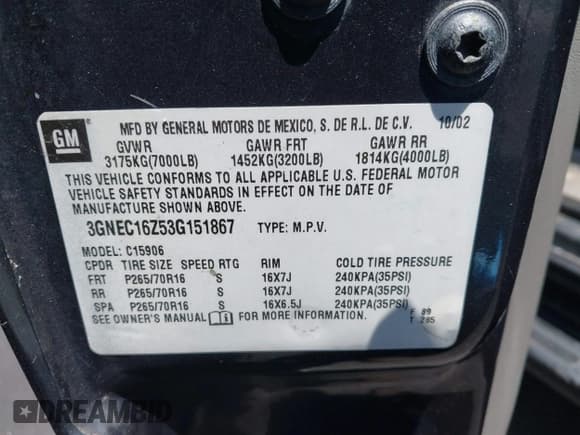 GM
MFD BY GENERAL MOTORS DE MEXICO, S. DE R.L. DE C.V. 10/02
GVWR GAWR FRT GAWR RR
3175KG(7000LB) 1452KG(3200LB) 1814KG(4000LB)
THIS VEHICLE CONFORMS TO ALL APPLICABLE U.S. FEDERAL MOTOR
VEHICLE SAFETY STANDARDS IN EFFECT ON THE DATE OF
MANUFACTURE SHOWN ABOVE.
3GNEC16Z53G151867 TYPE: M.P.V.
MODEL: C15906
CPDR TIRE SIZE SPEED RTG RIM COLD TIRE PRESSURE
FRT P265/70R16 S 16X7J 240KPA(35PSI)
RR P265/70R16 S 16X7J 240KPA(35PSI)
SPA P265/70R16 S 16X6.5J 240KPA(35PSI)
SEE OWNER'S MANUAL FOR MORE INFORMATION.
F 89
T 265
DREAMBID